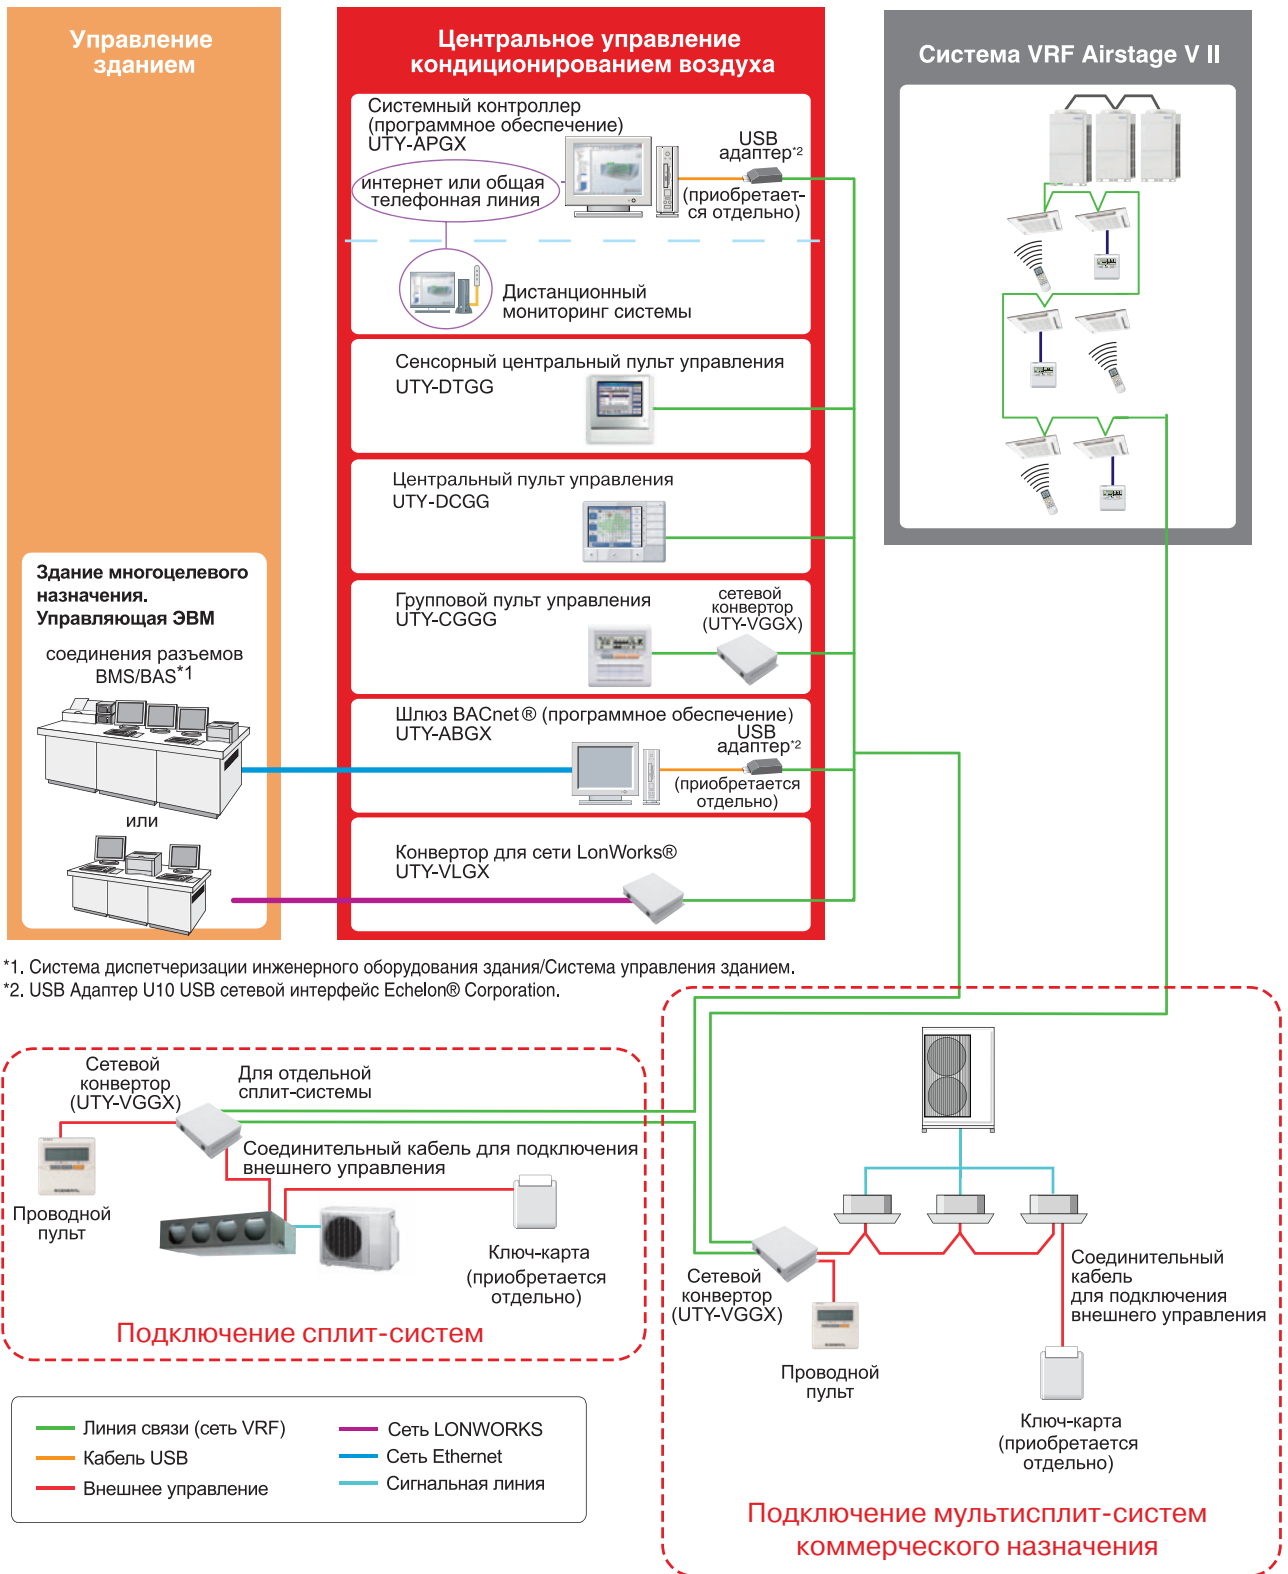 Управление
зданием
Центральное управление
кондиционированием воздуха
Система VRF Airstage V II
Системный контроллер
(программное обеспечение)
UTY-APGX
интернет или общая
телефонная линия
USB
адаптер*2
(приобретает-
ся отдельно)
Дистанционный
мониторинг системы
Сенсорный центральный пульт управления
UTY-DTGG
Центральный пульт управления
UTY-DCGG
Групповой пульт управления
UTY-CGGG
сетевой
конвертор
(UTY-VGGX)
Шлюз BACnet® (программное обеспечение)
UTY-ABGX
USB
адаптер*2
(приобретается
отдельно)
Конвертор для сети LonWorks®
UTY-VLGX
Здание многоцелевого
назначения.
Управляющая ЭВМ
соединения разъемов
BMS/BAS*1
или
*1. Система диспетчеризации инженерного оборудования здания/Система управления зданием.
*2. USB Адаптер U10 USB сетевой интерфейс Echelon® Corporation.
Сетевой
конвертор
(UTY-VGGX)
Для отдельной
сплит-системы
Соединительный кабель для подключения
внешнего управления
Проводной
пульт
Ключ-карта
(приобретается
отдельно)
Подключение сплит-систем
Сетевой
конвертор
(UTY-VGGX)
Проводной
пульт
Соединительный
кабель
для подключения
внешнего управления
Ключ-карта
(приобретается
отдельно)
Подключение мультисплит-систем
коммерческого назначения
Линия связи (сеть VRF)
Кабель USB
Внешнее управление
Сеть LONWORKS
Сеть Ethernet
Сигнальная линия